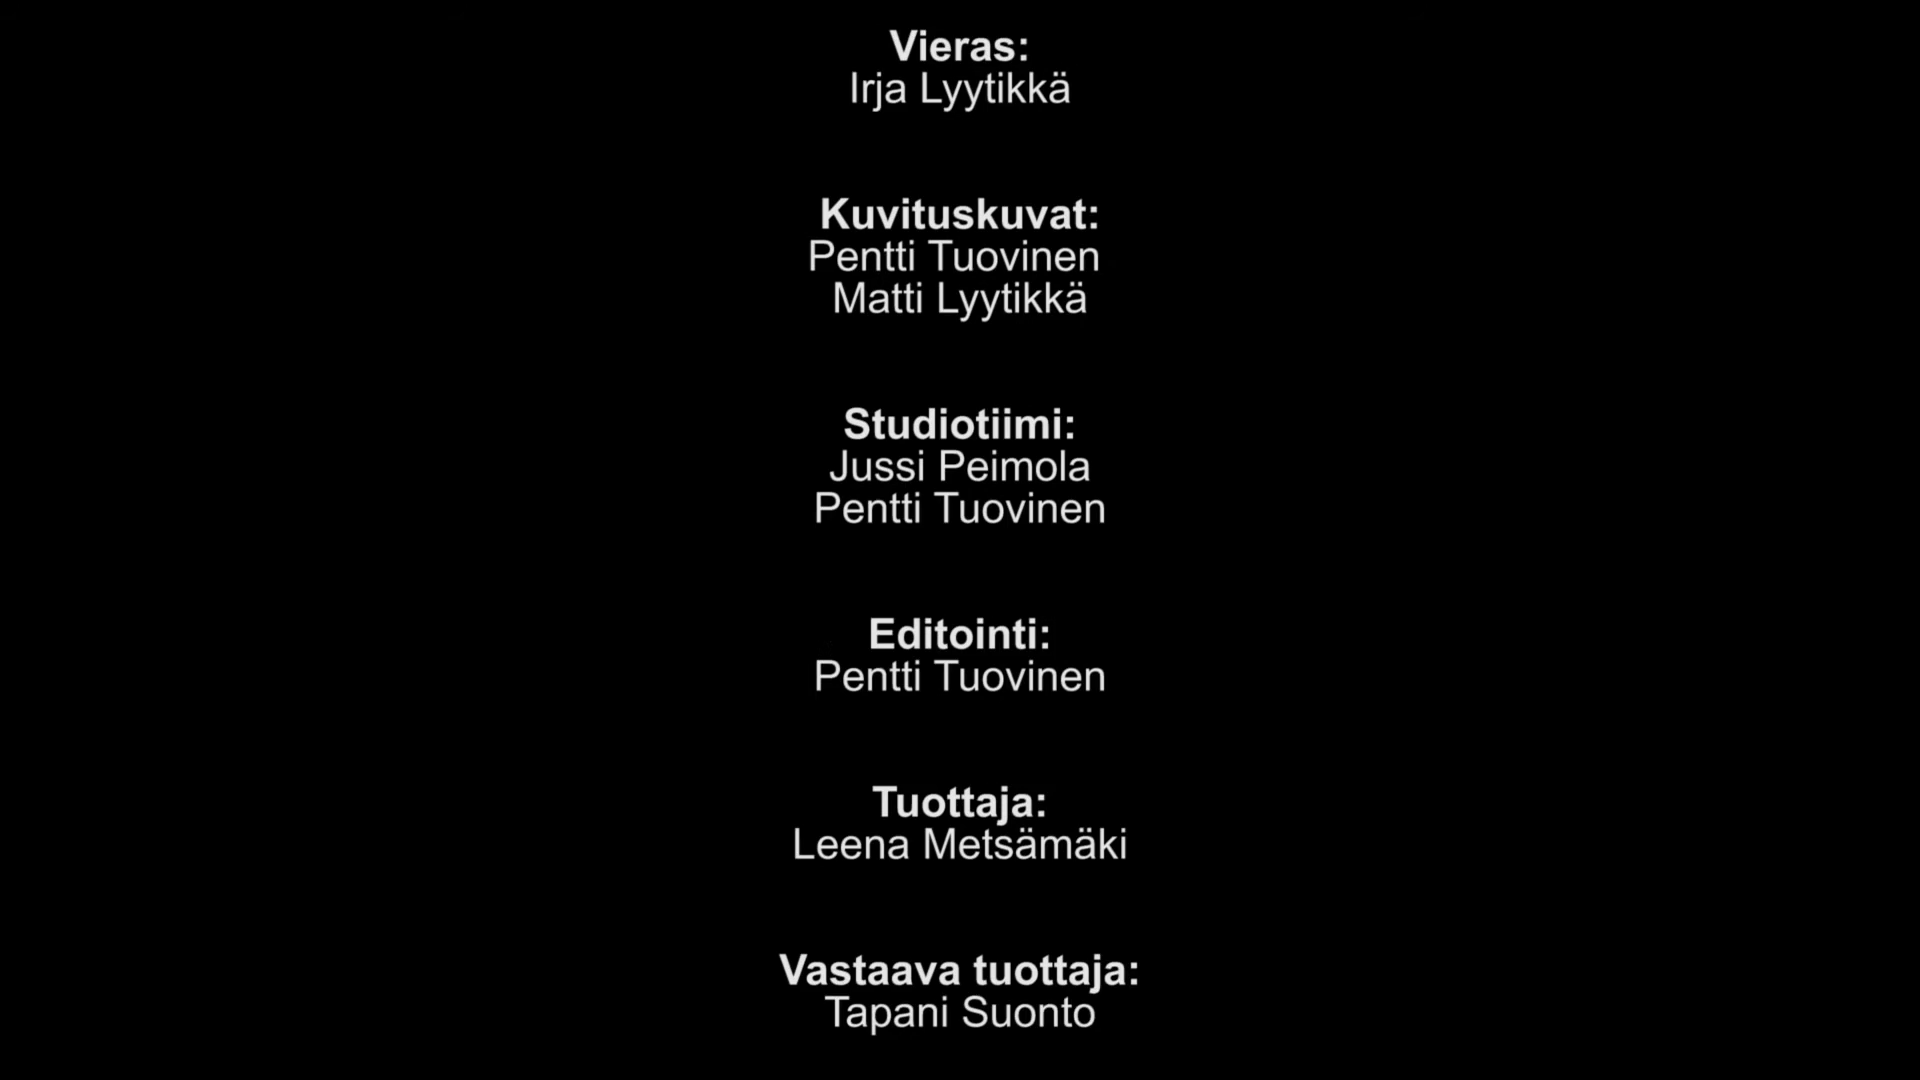 Vieras:
Irja Lyytikkä
Kuvituskuvat:
Pentti Tuovinen
Matti Lyytikkä
Studiotiimi:
Jussi Peimola
Pentti Tuovinen
Editointi:
Pentti Tuovinen
Tuottaja:
Leena Metsämäki
Vastaava tuottaja:
Tapani Suonto